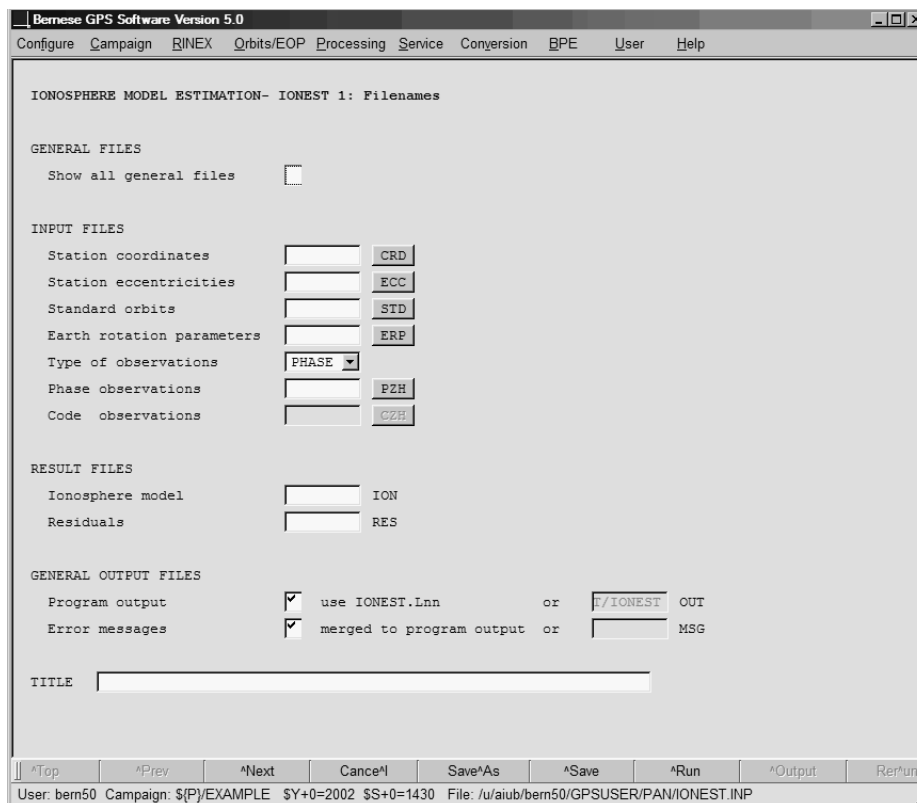 Bernese GPS Software Version 5.0
Configure Campaign RINEX Orbits/EOP Processing Service Conversion BPE User Help
IONOSPHERE MODEL ESTIMATION- IONEST 1: Filenames
GENERAL FILES
Show all general files
INPUT FILES
Station coordinates CRD
Station eccentricities ECC
Standard orbits STD
Earth rotation parameters ERP
Type of observations PHASE
Phase observations PZH
Code observations CZH
RESULT FILES
Ionosphere model ION
Residuals RES
GENERAL OUTPUT FILES
Program output use IONEST.Lnn or T/IONEST OUT
Error messages merged to program output or MSG
TITLE
^Top ^Prev ^Next Cance^l Save^As ^Save ^Run ^Output Rer^un
User: bern50 Campaign: ${P}/EXAMPLE $Y+0=2002 $S+0=1430 File: /u/aiub/bern50/GPSUSER/PAN/IONEST.INP